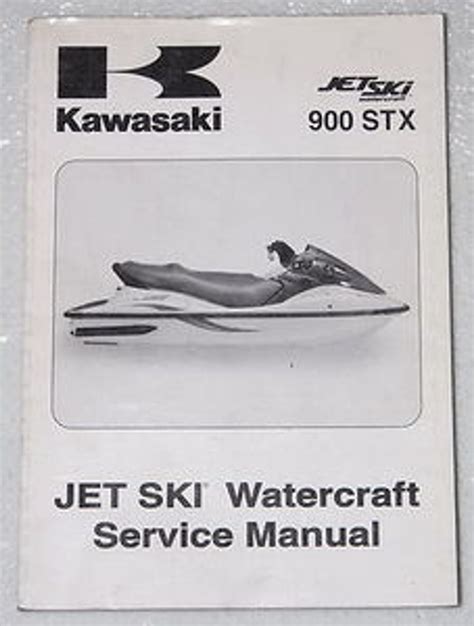 Kawasaki
JET SKI
watercraft
900 STX
JET SKI® Watercraft
Service Manual